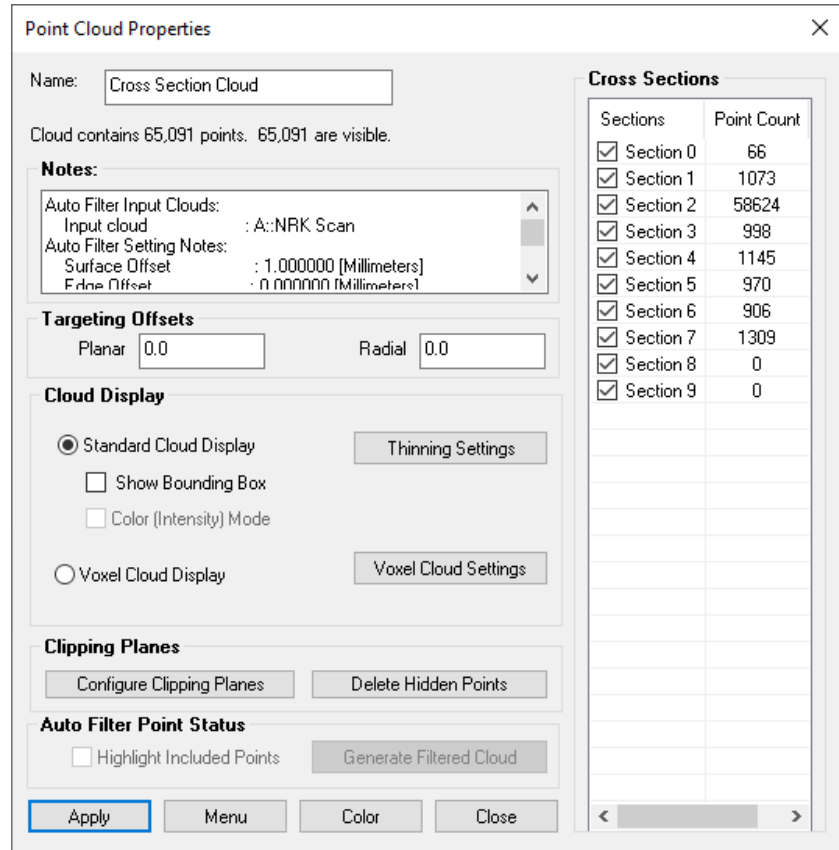 Point Cloud Properties
Name: Cross Section Cloud
Cloud contains 65,091 points. 65,091 are visible.
Notes:
Auto Filter Input Clouds:
Input cloud : A::NRK Scan
Auto Filter Setting Notes:
Surface Offset : 1.000000 [Millimeters]
Edge Offset : 0.000000 [Millimeters]
Targeting Offsets
Planar 0.0 Radial 0.0
Cloud Display
Standard Cloud Display Thinning Settings
Show Bounding Box
Color (Intensity) Mode
Voxel Cloud Display Voxel Cloud Settings
Clipping Planes
Configure Clipping Planes Delete Hidden Points
Auto Filter Point Status
Highlight Included Points Generate Filtered Cloud
Apply Menu Color Close
Cross Sections
Sections Point Count
Section 0 66
Section 1 1073
Section 2 58624
Section 3 998
Section 4 1145
Section 5 970
Section 6 906
Section 7 1309
Section 8 0
Section 9 0